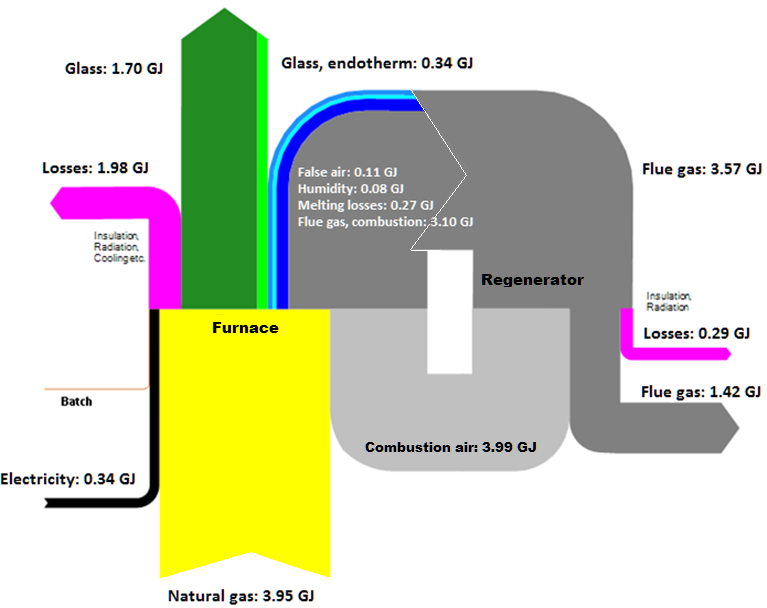 Glass: 1.70 GJ
Glass, endotherm: 0.34 GJ
Losses: 1.98 GJ
False air: 0.11 GJ
Humidity: 0.08 GJ
Melting losses: 0.27 GJ
Flue gas, combustion: 3.10 GJ
Flue gas: 3.57 GJ
Insulation,
Radiation,
Cooling etc.
Regenerator
Insulation,
Radiation
Furnace
Losses: 0.29 GJ
Flue gas: 1.42 GJ
Batch
Combustion air: 3.99 GJ
Electricity: 0.34 GJ
Natural gas: 3.95 GJ